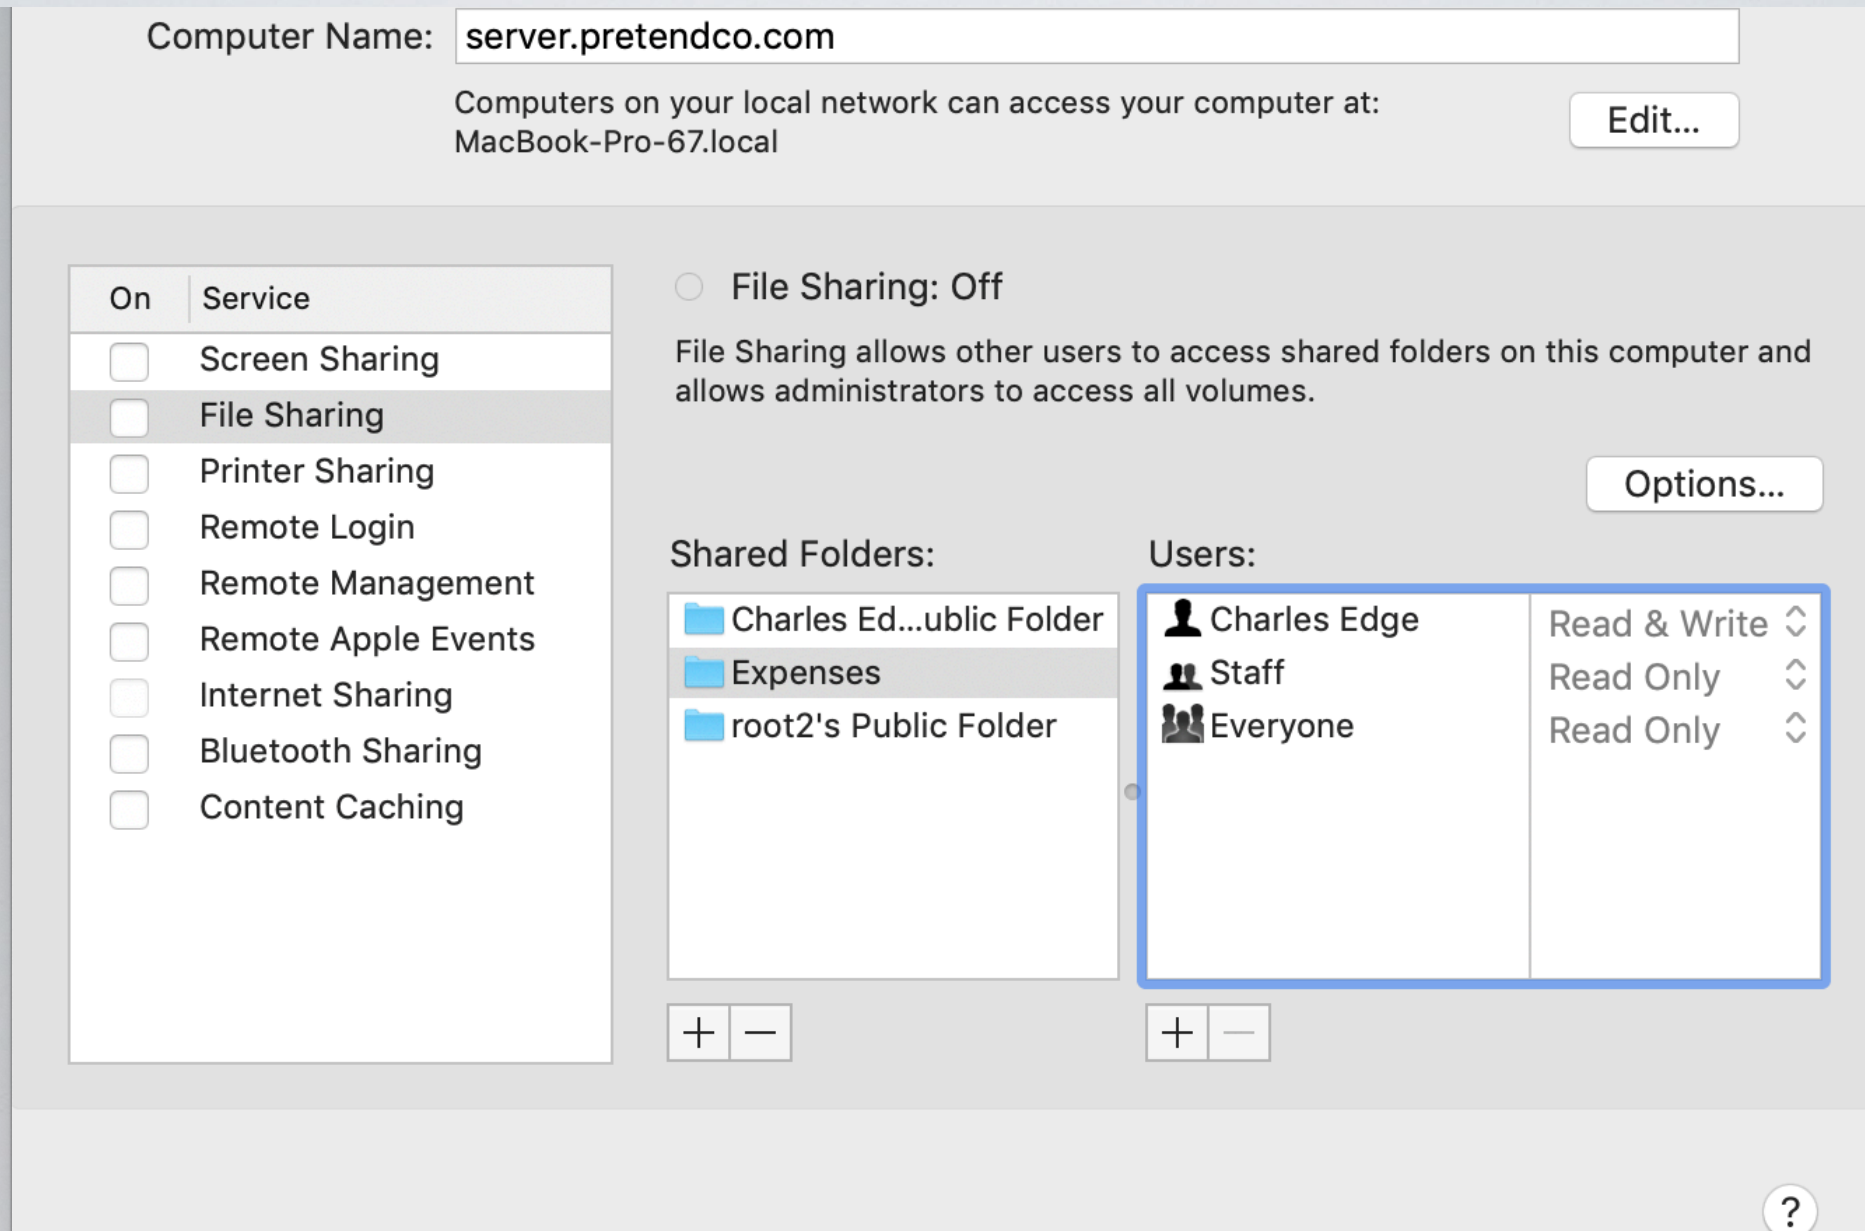 Computer Name: server.pretendco.com
Computers on your local network can access your computer at:
MacBook-Pro-67.local
Edit...
On Service
Screen Sharing
File Sharing
Printer Sharing
Remote Login
Remote Management
Remote Apple Events
Internet Sharing
Bluetooth Sharing
Content Caching
File Sharing: Off
File Sharing allows other users to access shared folders on this computer and
allows administrators to access all volumes.
Options...
Shared Folders:
Charles Ed...ublic Folder
Expenses
root2's Public Folder
+ −
Users:
Charles Edge Read & Write
Staff Read Only
Everyone Read Only
+ −
?